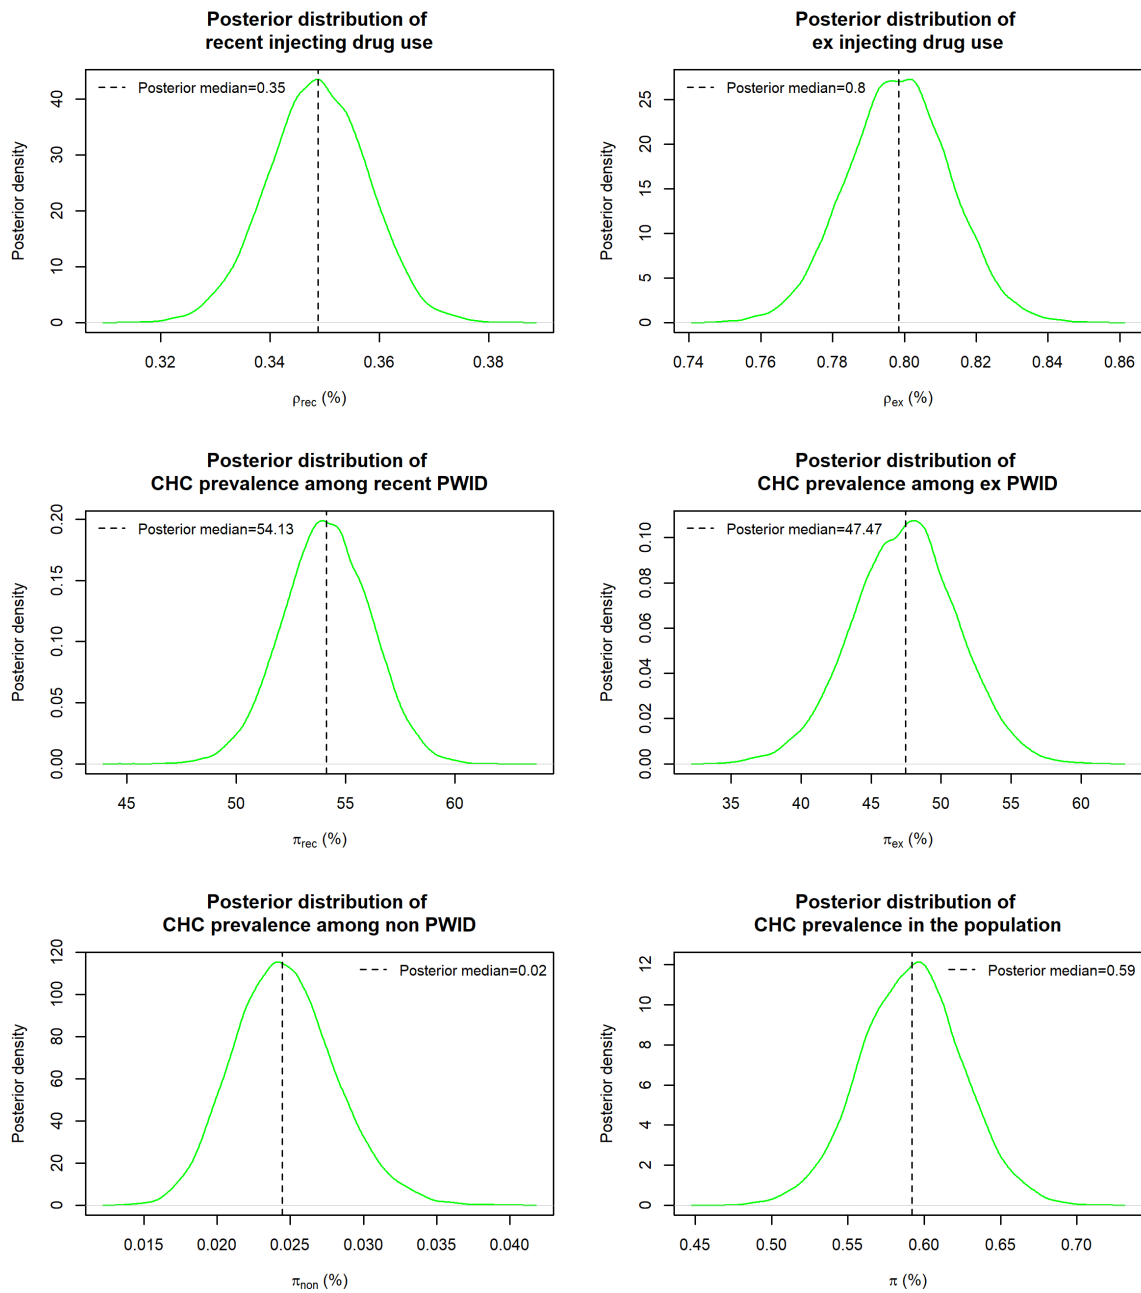 Posterior distribution of
recent injecting drug use
Posterior density
0 10 20 30 40
Posterior median=0.35
0.32 0.34 0.36 0.38
ρrec (%)
Posterior distribution of
ex injecting drug use
Posterior density
0 5 10 15 20 25
Posterior median=0.8
0.74 0.76 0.78 0.80 0.82 0.84 0.86
ρex (%)
Posterior distribution of
CHC prevalence among recent PWID
Posterior density
0.00 0.05 0.10 0.15 0.20
Posterior median=54.13
45 50 55 60
πrec (%)
Posterior distribution of
CHC prevalence among ex PWID
Posterior density
0.00 0.02 0.04 0.06 0.08 0.10
Posterior median=47.47
35 40 45 50 55 60
πex (%)
Posterior distribution of
CHC prevalence among non PWID
Posterior density
0 20 40 60 80 100 120
Posterior median=0.02
0.015 0.020 0.025 0.030 0.035 0.040
πnon (%)
Posterior distribution of
CHC prevalence in the population
Posterior density
0 2 4 6 8 10 12
Posterior median=0.59
0.45 0.50 0.55 0.60 0.65 0.70
π (%)